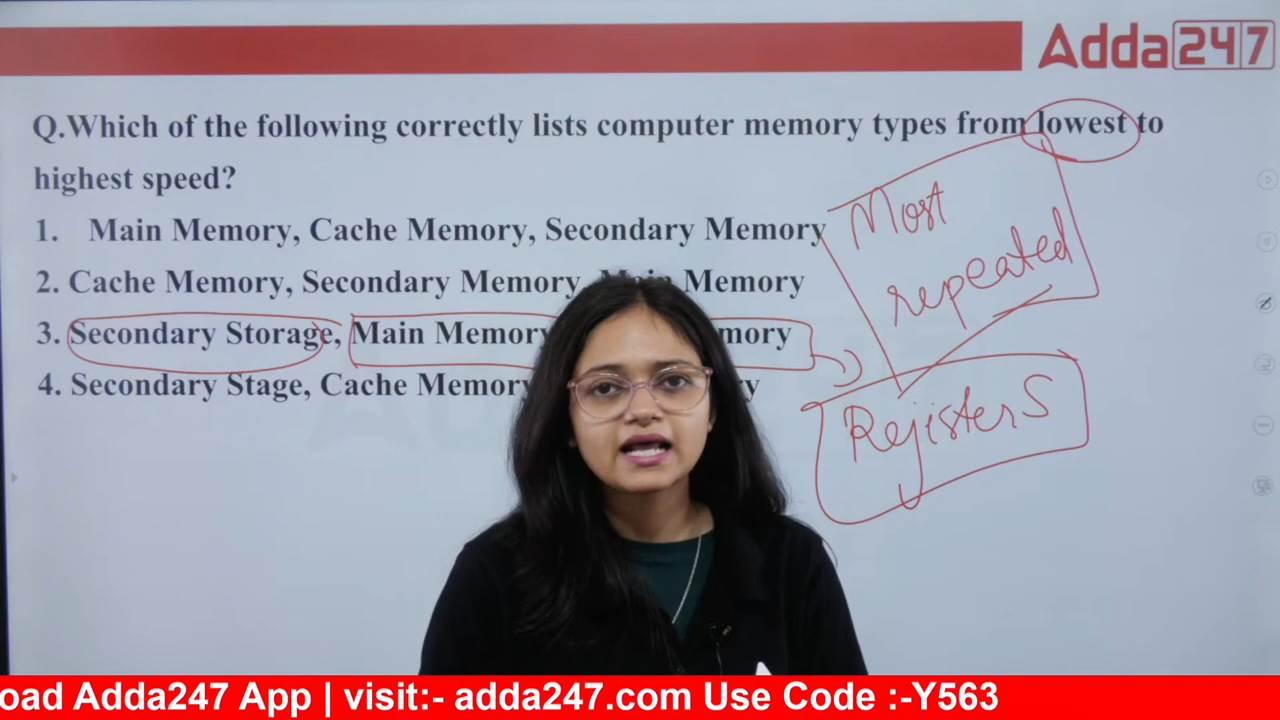 Adda247
Q.Which of the following correctly lists computer memory types from lowest to
highest speed?
1. Main Memory, Cache Memory, Secondary Memory
2. Cache Memory, Secondary Memory, Main Memory
3. Secondary Storage, Main Memory
4. Secondary Stage, Cache Memory
Most
repeated
RejisterS
oad Adda247 App | visit:- adda247.com Use Code :-Y563